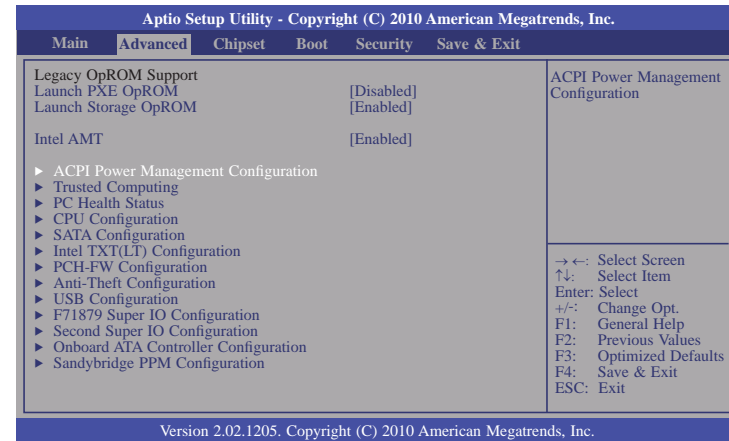 Aptio Setup Utility - Copyright (C) 2010 American Megatrends, Inc.
Main Advanced Chipset Boot Security Save & Exit
Legacy OpROM Support
Launch PXE OpROM [Disabled]
Launch Storage OpROM [Enabled]
Intel AMT [Enabled]
▶ ACPI Power Management Configuration
▶ Trusted Computing
▶ PC Health Status
▶ CPU Configuration
▶ SATA Configuration
▶ Intel TXT(LT) Configuration
▶ PCH-FW Configuration
▶ Anti-Theft Configuration
▶ USB Configuration
▶ F71879 Super IO Configuration
▶ Second Super IO Configuration
▶ Onboard ATA Controller Configuration
▶ Sandybridge PPM Configuration
ACPI Power Management
Configuration
→←: Select Screen
↑↓: Select Item
Enter: Select
+/-: Change Opt.
F1: General Help
F2: Previous Values
F3: Optimized Defaults
F4: Save & Exit
ESC: Exit
Version 2.02.1205. Copyright (C) 2010 American Megatrends, Inc.